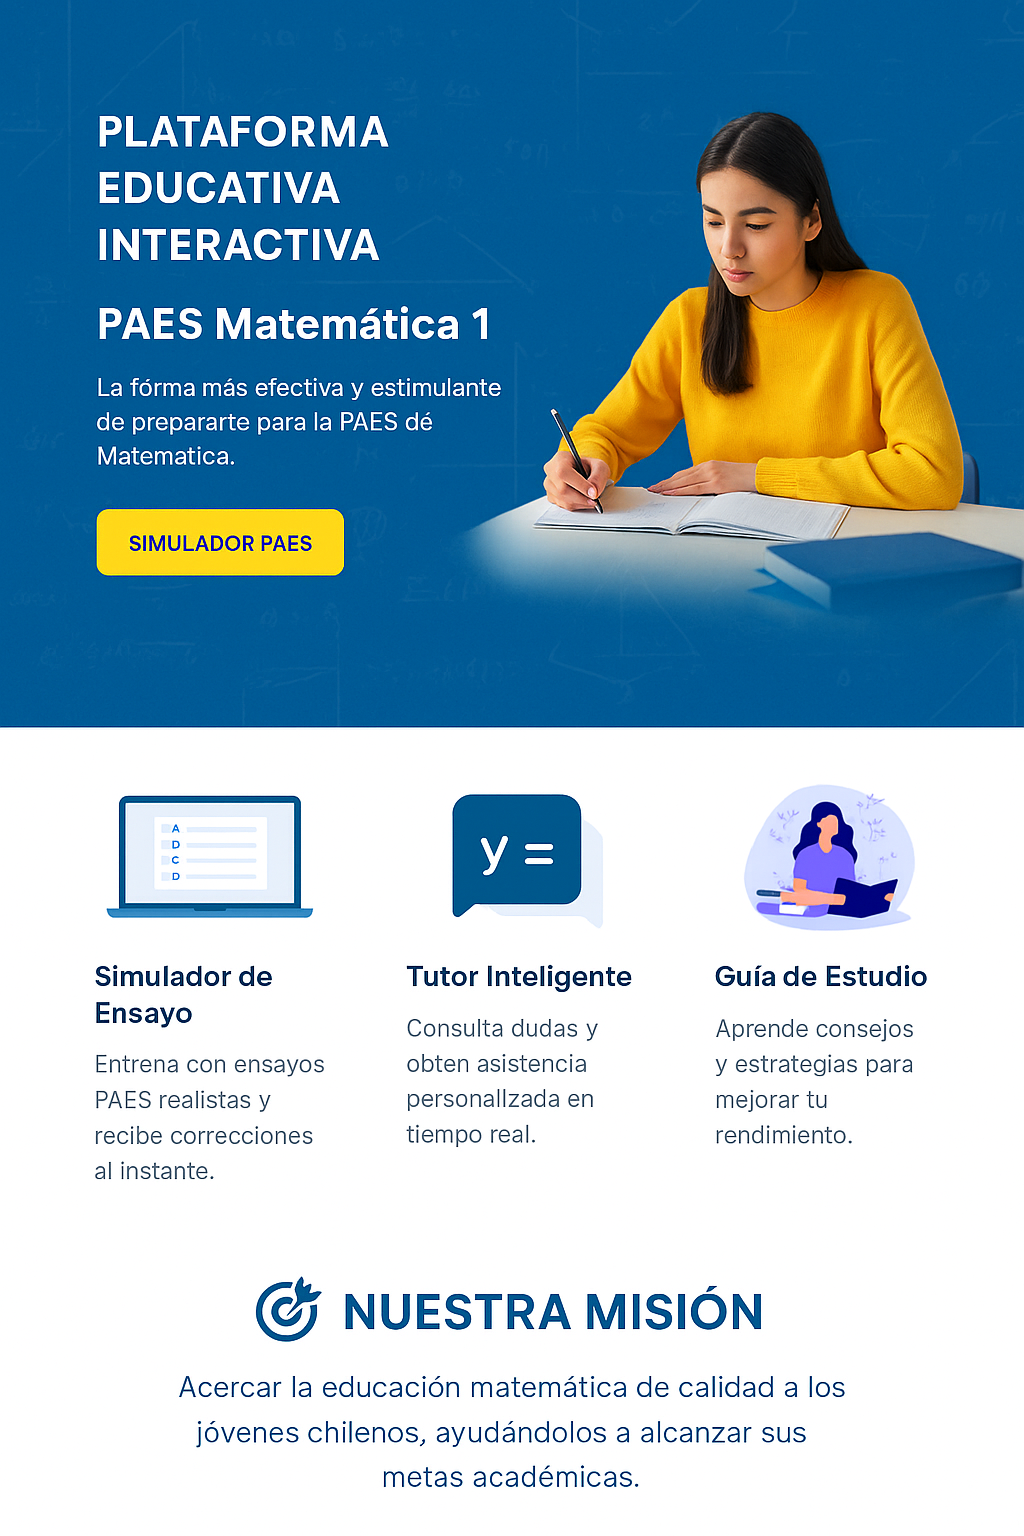 PLATAFORMA
EDUCATIVA
INTERACTIVA
PAES Matemática 1
La fórma más efectiva y estimulante
de prepararte para la PAES dé
Matematica.
SIMULADOR PAES
A
D
C
D
y =
Simulador de
Ensayo
Entrena con ensayos
PAES realistas y
recibe correcciones
al instante.
Tutor Inteligente
Consulta dudas y
obten asistencia
personallzada en
tiempo real.
Guía de Estudio
Aprende consejos
y estrategias para
mejorar tu
rendimiento.
NUESTRA MISIÓN
Acercar la educación matemática de calidad a los
jóvenes chilenos, ayudándolos a alcanzar sus
metas académicas.